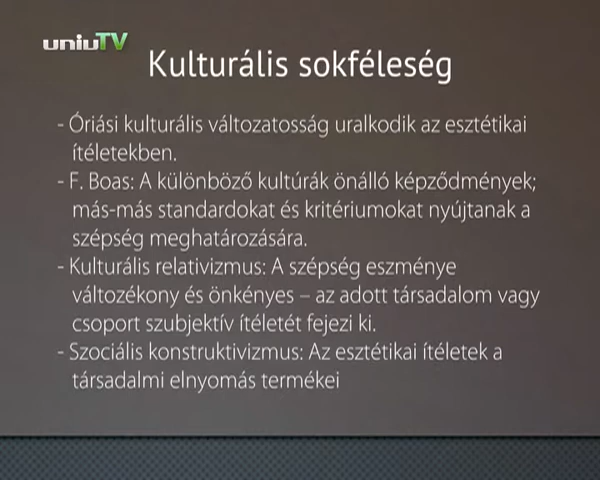 uniuTV
Kulturális sokféleség
- Óriási kulturális változatosság uralkodik az esztétikai
ítéletekben.
- F. Boas: A különböző kultúrák önálló képződmények;
más-más standardokat és kritériumokat nyújtanak a
szépség meghatározására.
- Kulturális relativizmus: A szépség eszménye
változékony és önkényes – az adott társadalom vagy
csoport szubjektív ítéletét fejezi ki.
- Szociális konstruktivizmus: Az esztétikai ítéletek a
társadalmi elnyomás termékei